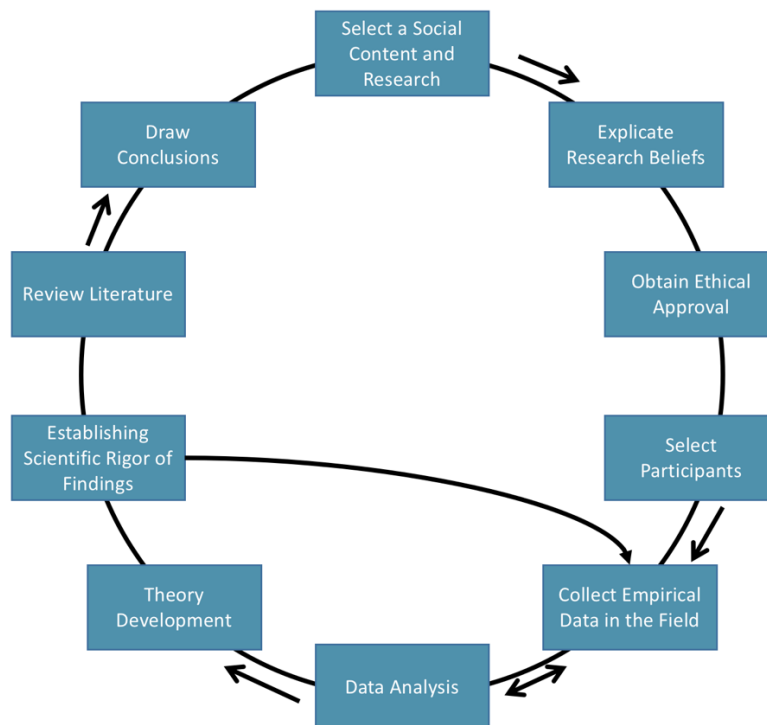 Select a Social
Content and
Research
Explicate
Research Beliefs
Obtain Ethical
Approval
Select
Participants
Collect Empirical
Data in the Field
Data Analysis
Theory
Development
Establishing
Scientific Rigor of
Findings
Review Literature
Draw
Conclusions